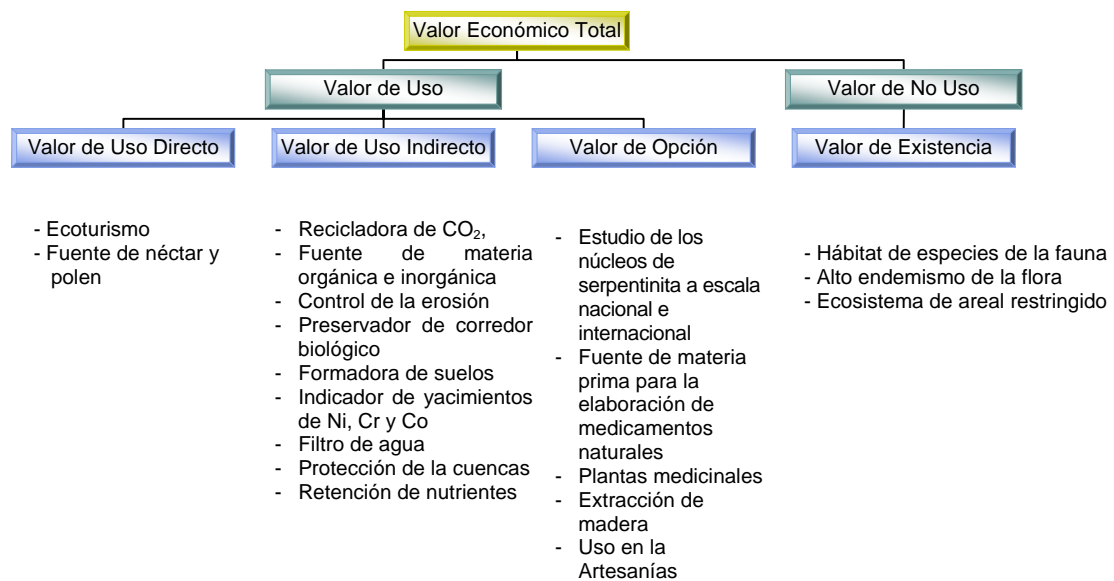 Valor Económico Total
Valor de Uso
Valor de No Uso
Valor de Uso Directo
Valor de Uso Indirecto
Valor de Opción
Valor de Existencia
- Ecoturismo
- Fuente de néctar y
polen
- Recicladora de CO₂,
- Fuente de materia
orgánica e inorgánica
- Control de la erosión
- Preservador de corredor
biológico
- Formadora de suelos
- Indicador de yacimientos
de Ni, Cr y Co
- Filtro de agua
- Protección de la cuencas
- Retención de nutrientes
- Estudio de los
núcleos de
serpentinita a escala
nacional e
internacional
- Fuente de materia
prima para la
elaboración de
medicamentos
naturales
- Plantas medicinales
- Extracción de
madera
- Uso en la
Artesanías
- Hábitat de especies de la fauna
- Alto endemismo de la flora
- Ecosistema de areal restringido